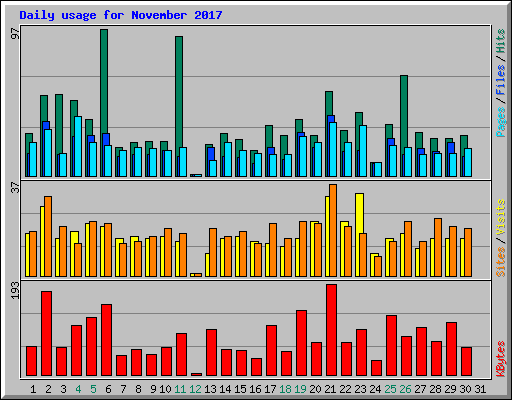 Daily usage for November 2017
97
Pages / Files / Hits
37
Sites / Visits
193
KBytes
1 2 3 4 5 6 7 8 9 10 11 12 13 14 15 16 17 18 19 20 21 22 23 24 25 26 27 28 29 30 31